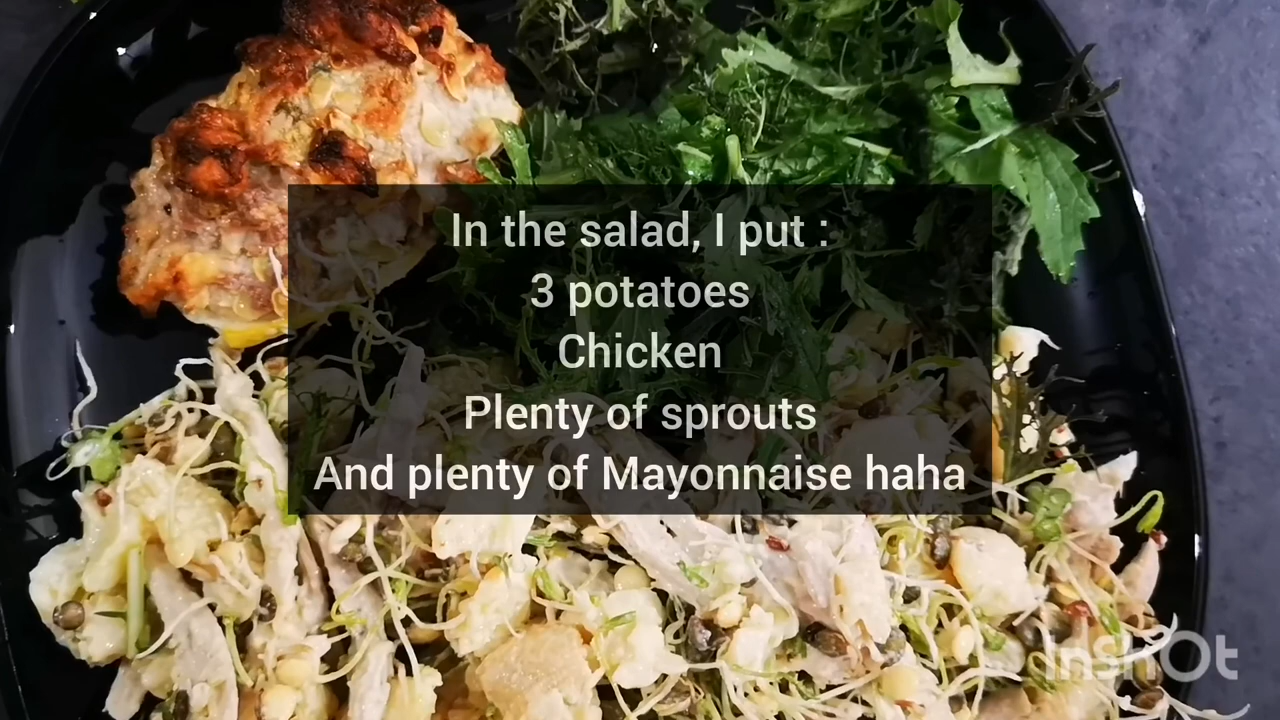 In the salad, I put :
3 potatoes
Chicken
Plenty of sprouts
And plenty of Mayonnaise haha
InshOt